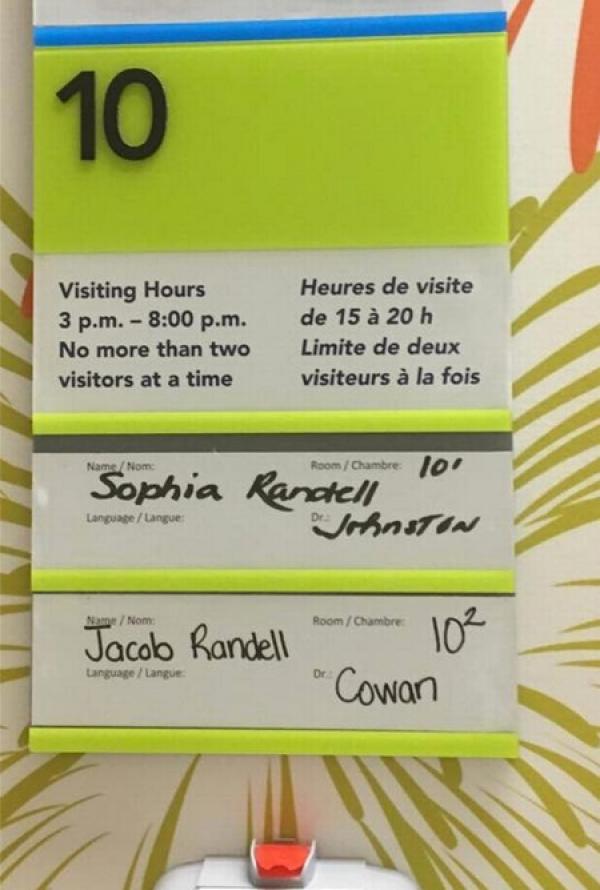 10
Visiting Hours
3 p.m. – 8:00 p.m.
No more than two
visitors at a time
Heures de visite
de 15 à 20 h
Limite de deux
visiteurs à la fois
Name / Nom: Room / Chambre: 10¹
Sophia Randell
Language / Langue: Dr.: Johnston
Name / Nom: Room / Chambre: 10²
Jacob Randell
Language / Langue: Dr.: Cowan